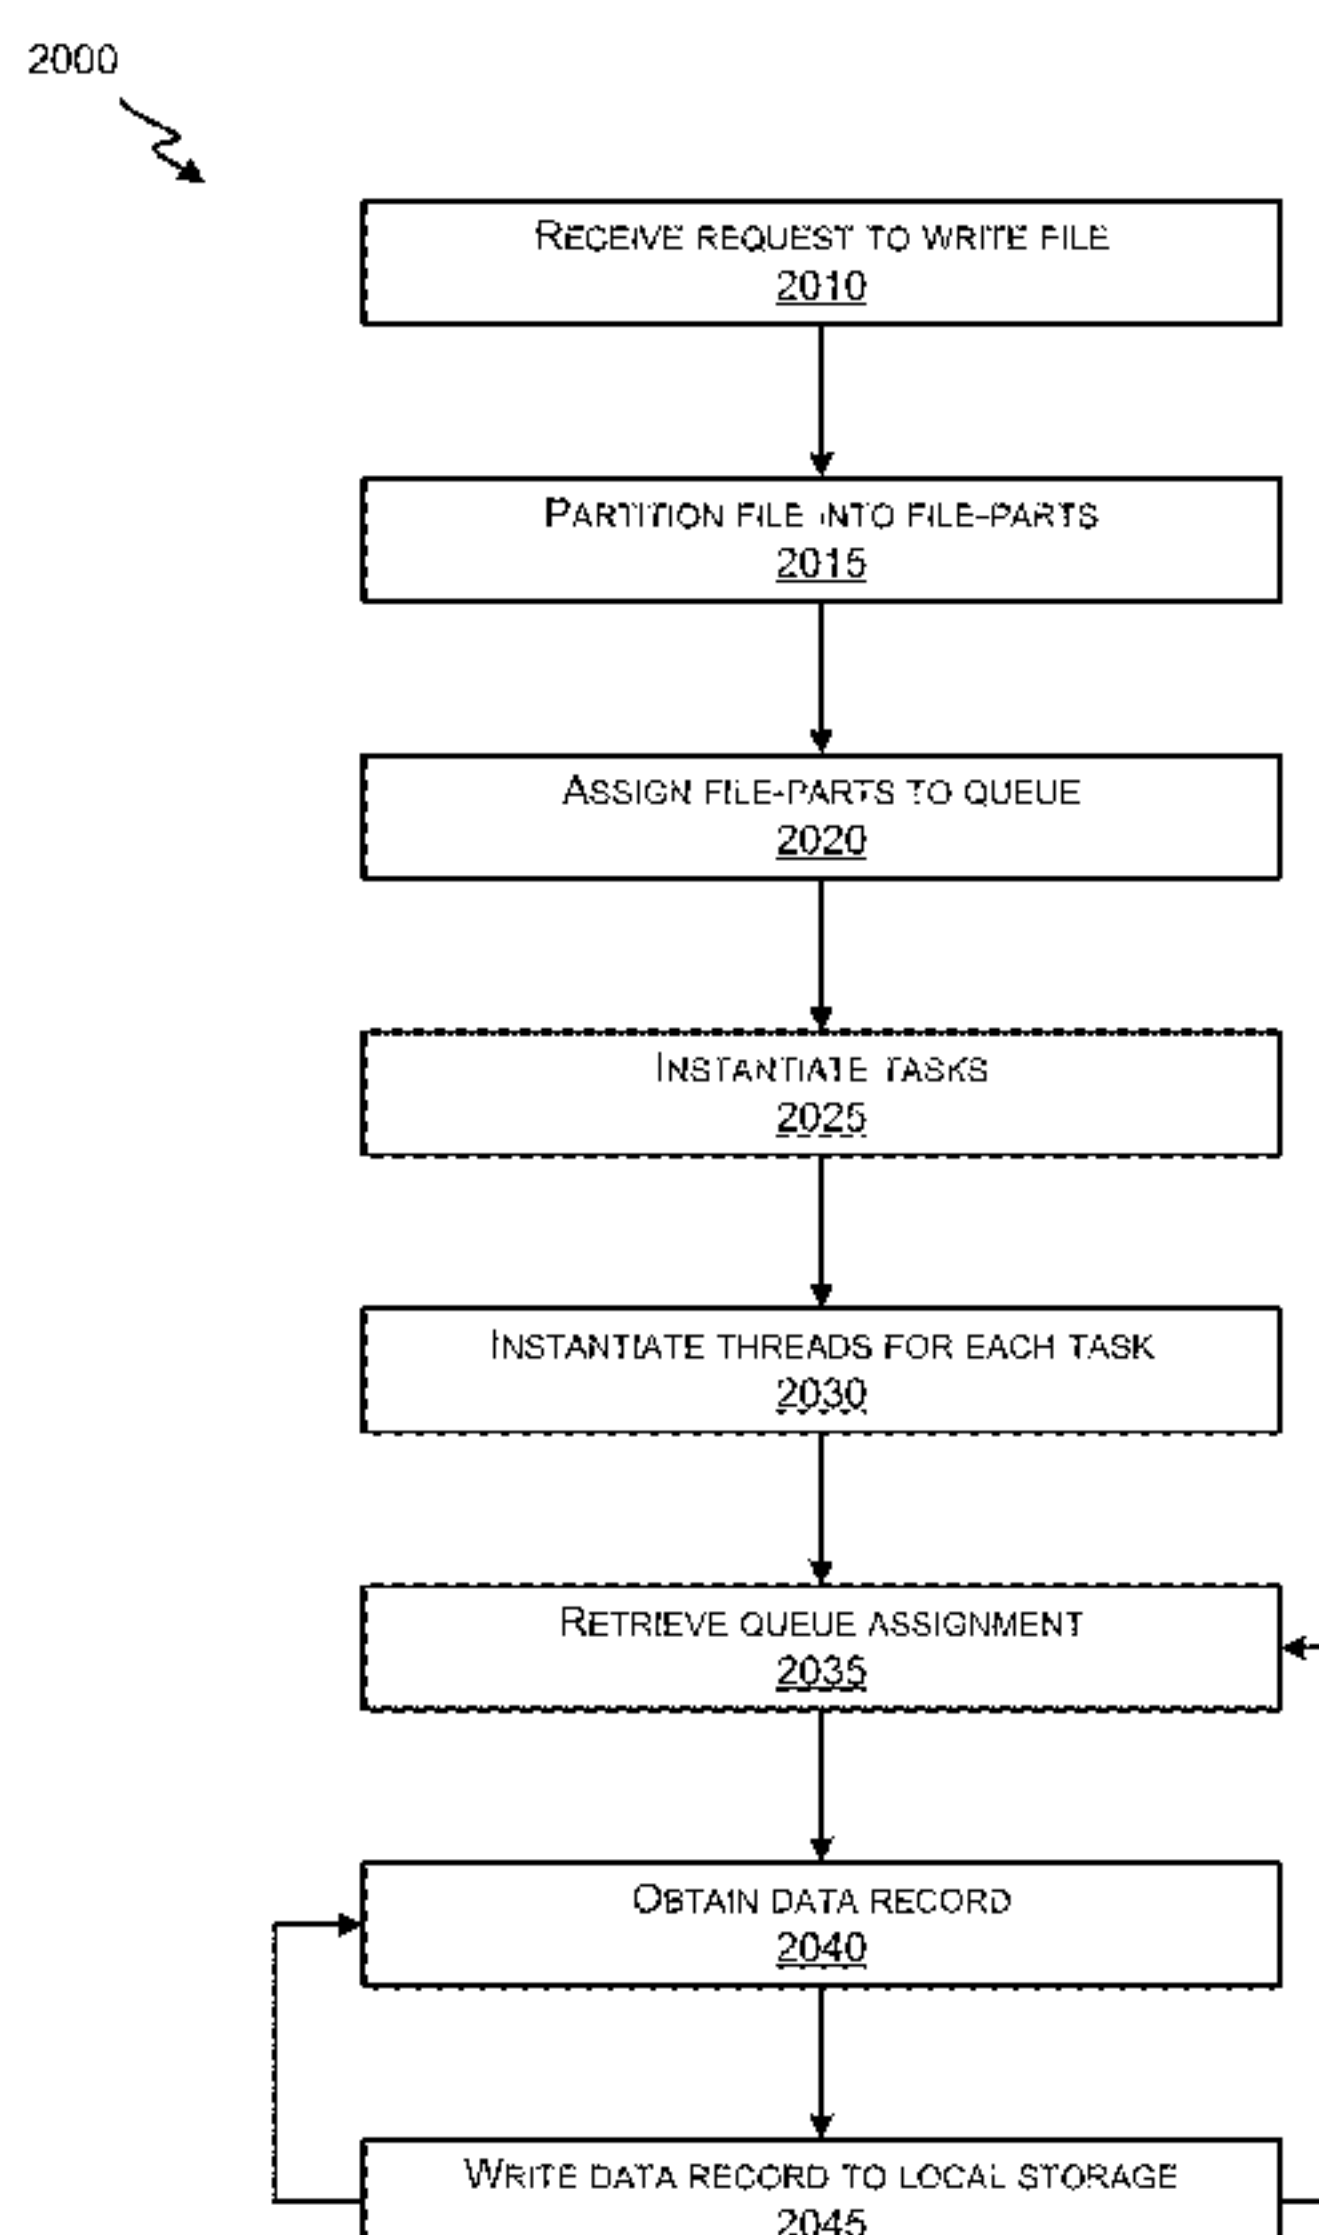 2000
RECEIVE REQUEST TO WRITE FILE
2010
PARTITION FILE INTO FILE-PARTS
2015
ASSIGN FILE-PARTS TO QUEUE
2020
INSTANTIATE TASKS
2025
INSTANTIATE THREADS FOR EACH TASK
2030
RETRIEVE QUEUE ASSIGNMENT
2035
OBTAIN DATA RECORD
2040
WRITE DATA RECORD TO LOCAL STORAGE
2045